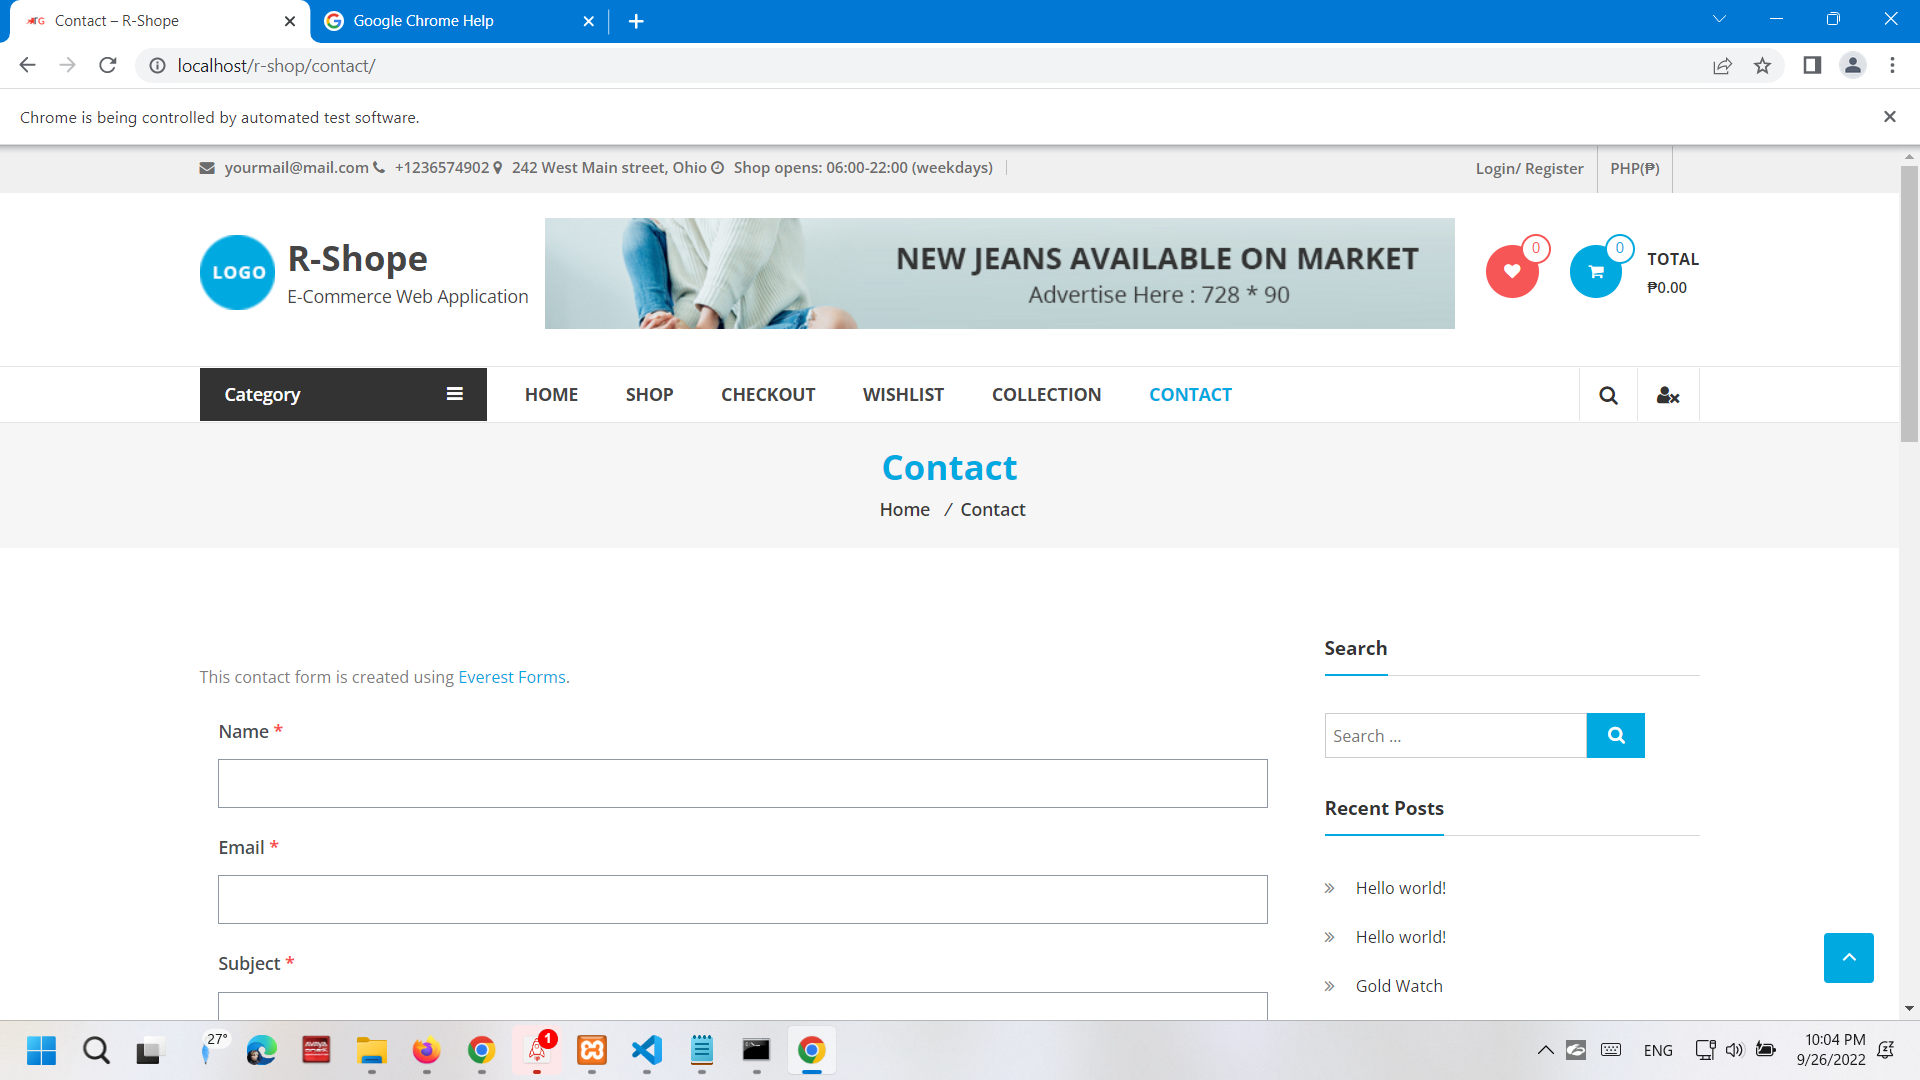 Contact – R-Shope
Google Chrome Help
localhost/r-shop/contact/
Chrome is being controlled by automated test software.
yourmail@mail.com +1236574902 242 West Main street, Ohio Shop opens: 06:00-22:00 (weekdays)
Login/ Register
PHP(₱)
LOGO
R-Shope
E-Commerce Web Application
NEW JEANS AVAILABLE ON MARKET
Advertise Here : 728 * 90
0
0
TOTAL
₱0.00
Category
HOME SHOP CHECKOUT WISHLIST COLLECTION CONTACT
Contact
Home / Contact
This contact form is created using Everest Forms.
Name *
Email *
Subject *
Search
Search ...
Recent Posts
Hello world!
Hello world!
Gold Watch
27°
1
ENG
10:04 PM
9/26/2022